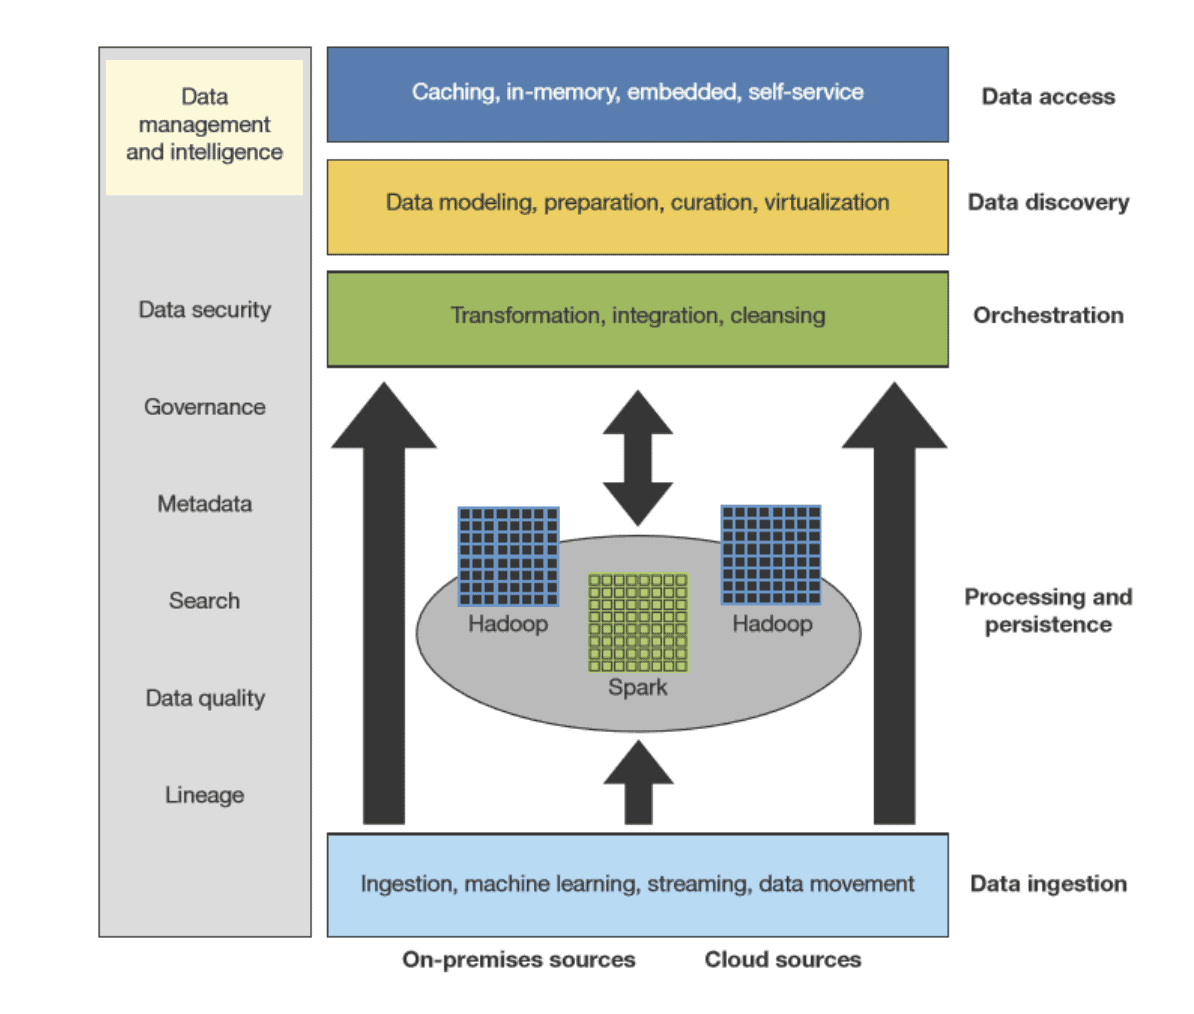 Data
management
and intelligence
Data security
Governance
Metadata
Search
Data quality
Lineage
Caching, in-memory, embedded, self-service
Data access
Data modeling, preparation, curation, virtualization
Data discovery
Transformation, integration, cleansing
Orchestration
Hadoop
Hadoop
Spark
Processing and
persistence
Ingestion, machine learning, streaming, data movement
Data ingestion
On-premises sources
Cloud sources